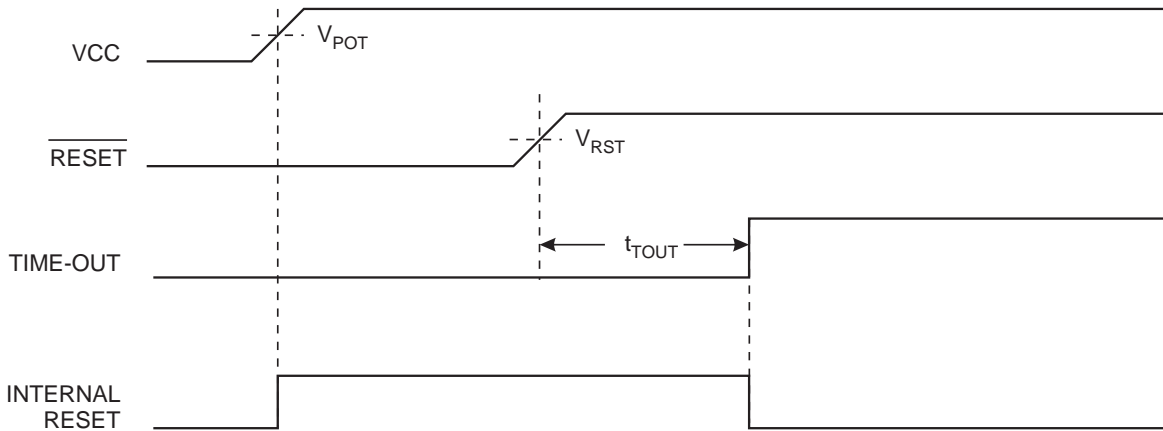 VCC
V_POT
RESET
V_RST
TIME-OUT
t_TOUT
INTERNAL
RESET